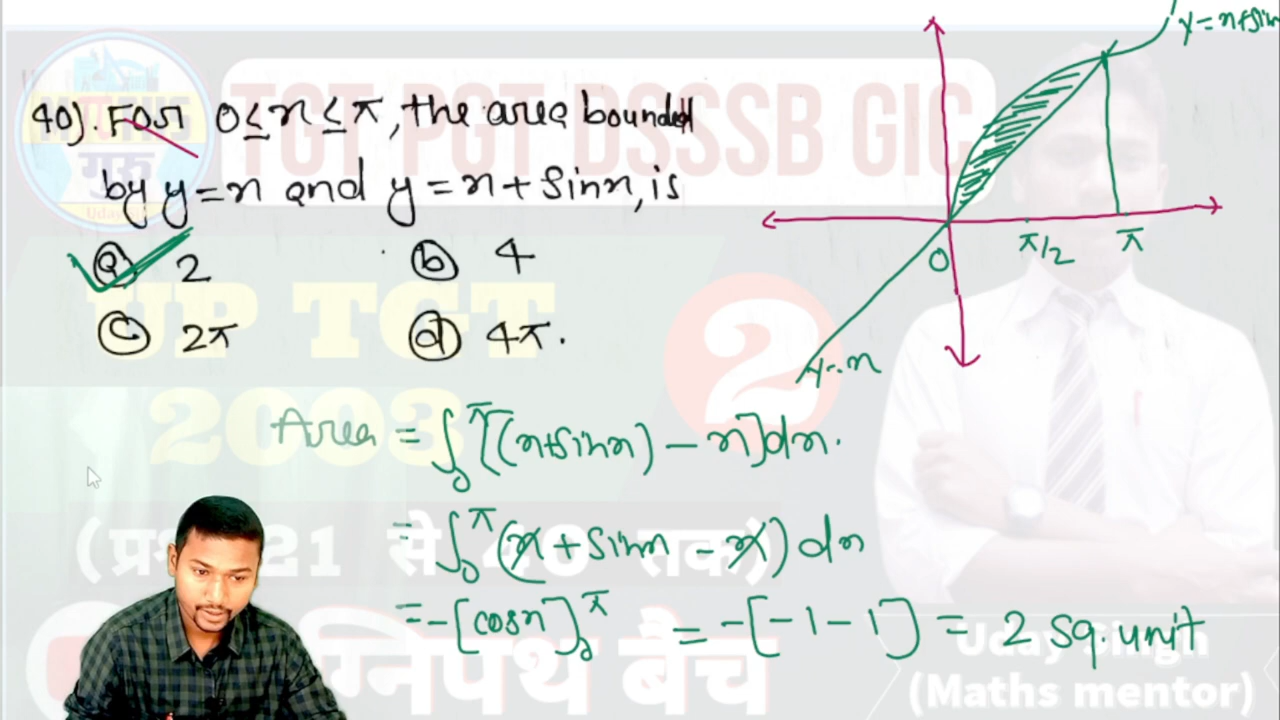 40). For 0≤x≤π, the area bounded
by y=x and y=x+sinx, is
(a) 2 (b) 4
(c) 2π (d) 4π.
y=x+sin
0 π/2 π
y=x
Area = ∫₀^π [(x+sinx) - x]dx.
= ∫₀^π (x+sinx - x) dx
= -[cosx]₀^π = -[-1-1] = 2 sq. unit
TGT PGT DSSSB GIC
गुरु
UP TGT
2003
2
(प्रश्न 21 से 40 तक)
ग्निपथ बैच
Uday Singh
(Maths mentor)